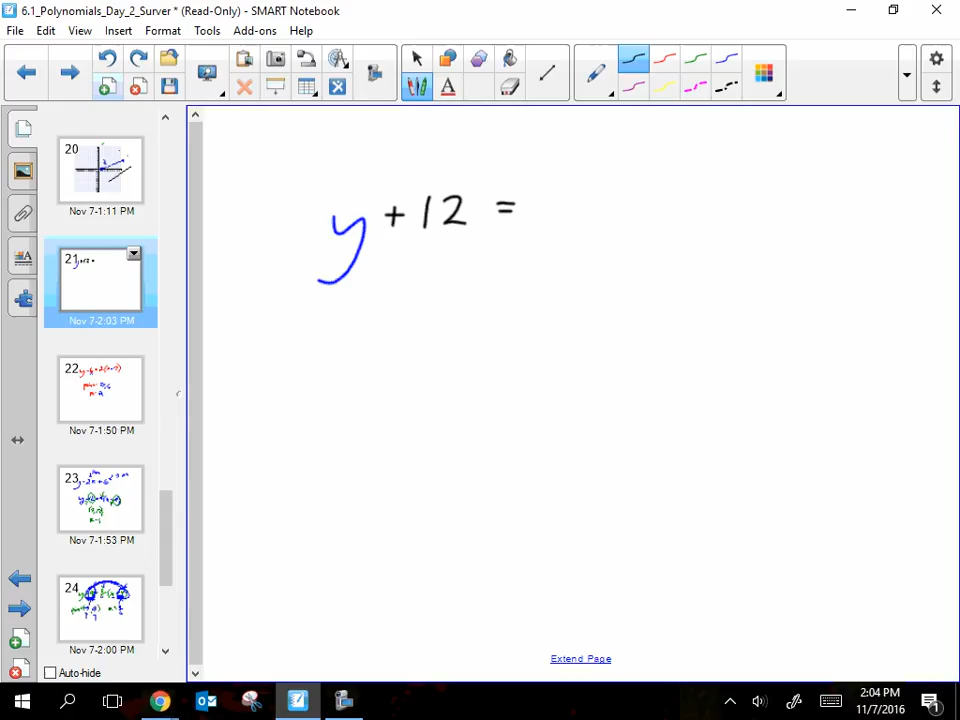 6.1_Polynomials_Day_2_Surver * (Read-Only) - SMART Notebook
File Edit View Insert Format Tools Add-ons Help
20
Nov 7-1:11 PM
21 y+12 =
Nov 7-2:03 PM
22
Nov 7-1:50 PM
23
Nov 7-1:53 PM
24
Nov 7-2:00 PM
Auto-hide
y + 12 =
Extend Page
2:04 PM
11/7/2016
1